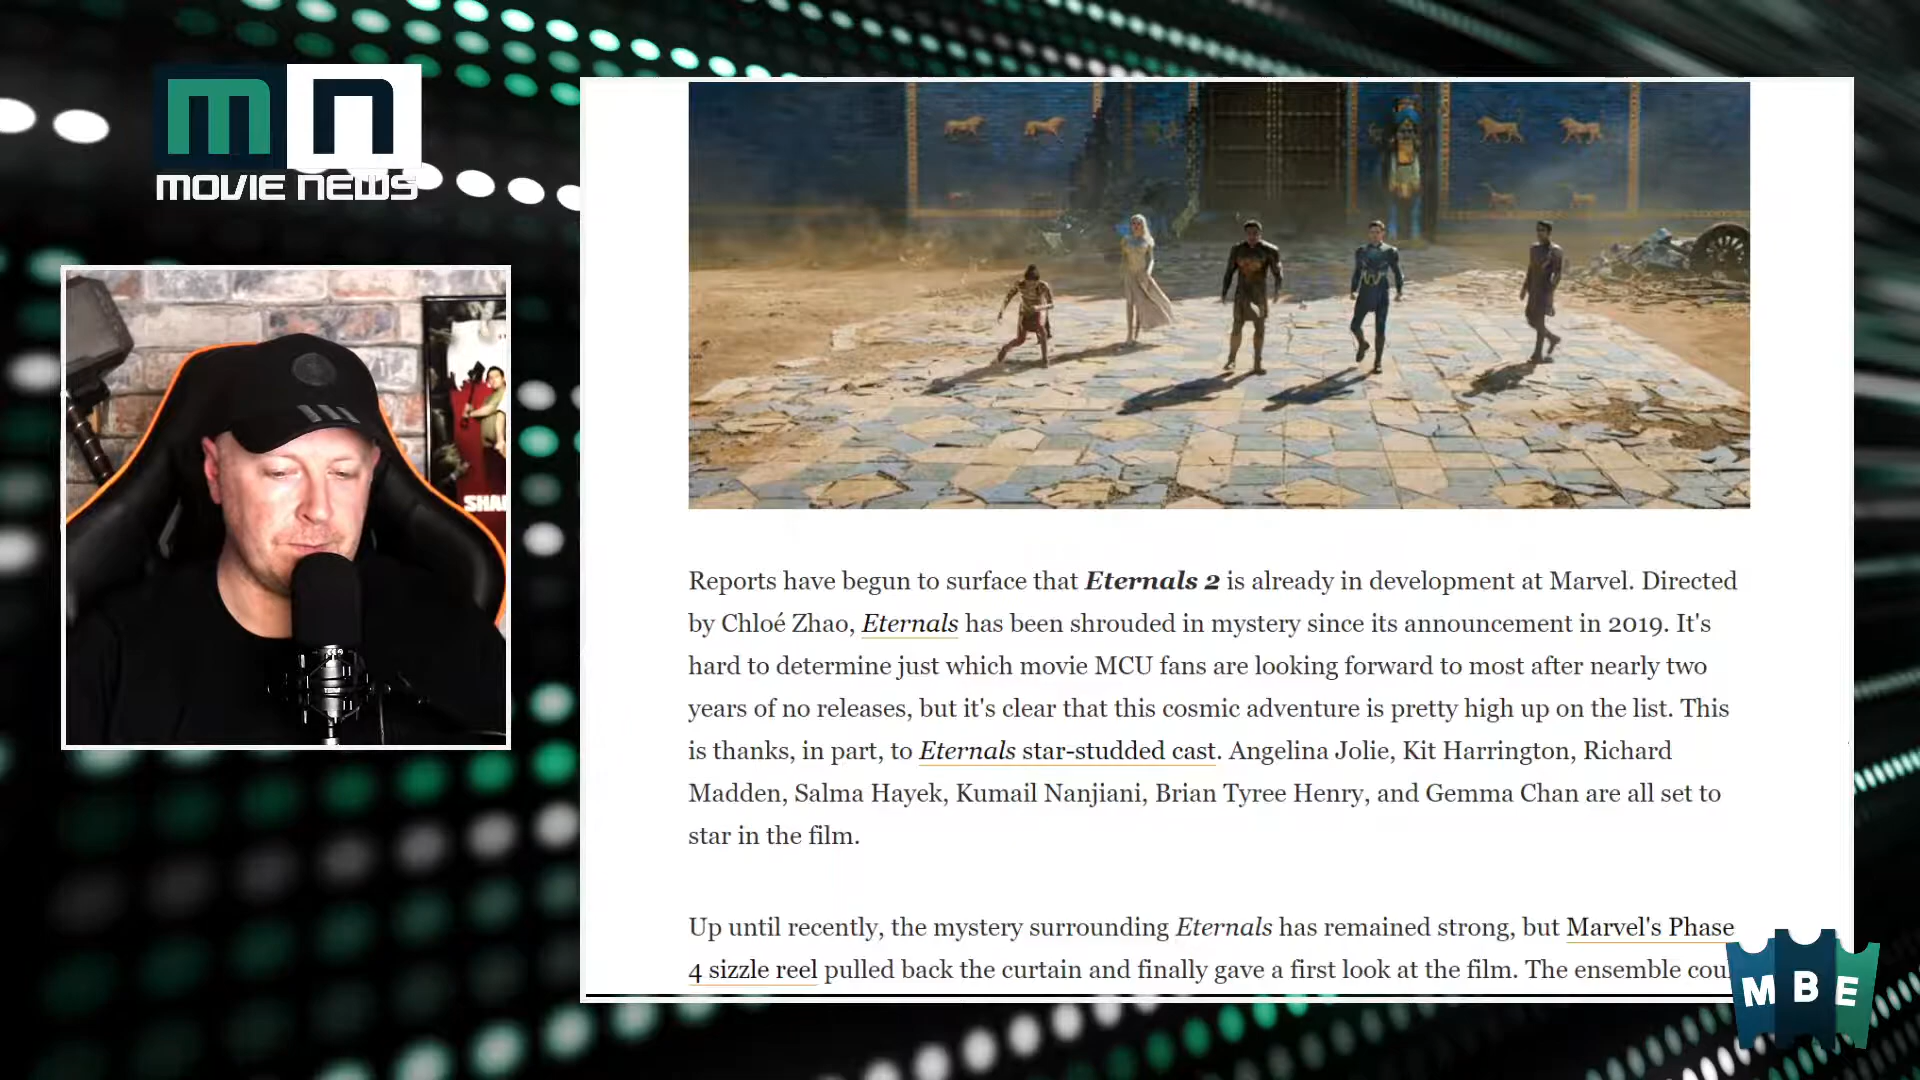 mn
MOVIE NEWS
SHA
Reports have begun to surface that Eternals 2 is already in development at Marvel. Directed
by Chloé Zhao, Eternals has been shrouded in mystery since its announcement in 2019. It's
hard to determine just which movie MCU fans are looking forward to most after nearly two
years of no releases, but it's clear that this cosmic adventure is pretty high up on the list. This
is thanks, in part, to Eternals star-studded cast. Angelina Jolie, Kit Harrington, Richard
Madden, Salma Hayek, Kumail Nanjiani, Brian Tyree Henry, and Gemma Chan are all set to
star in the film.
Up until recently, the mystery surrounding Eternals has remained strong, but Marvel's Phase
4 sizzle reel pulled back the curtain and finally gave a first look at the film. The ensemble cou
MBE